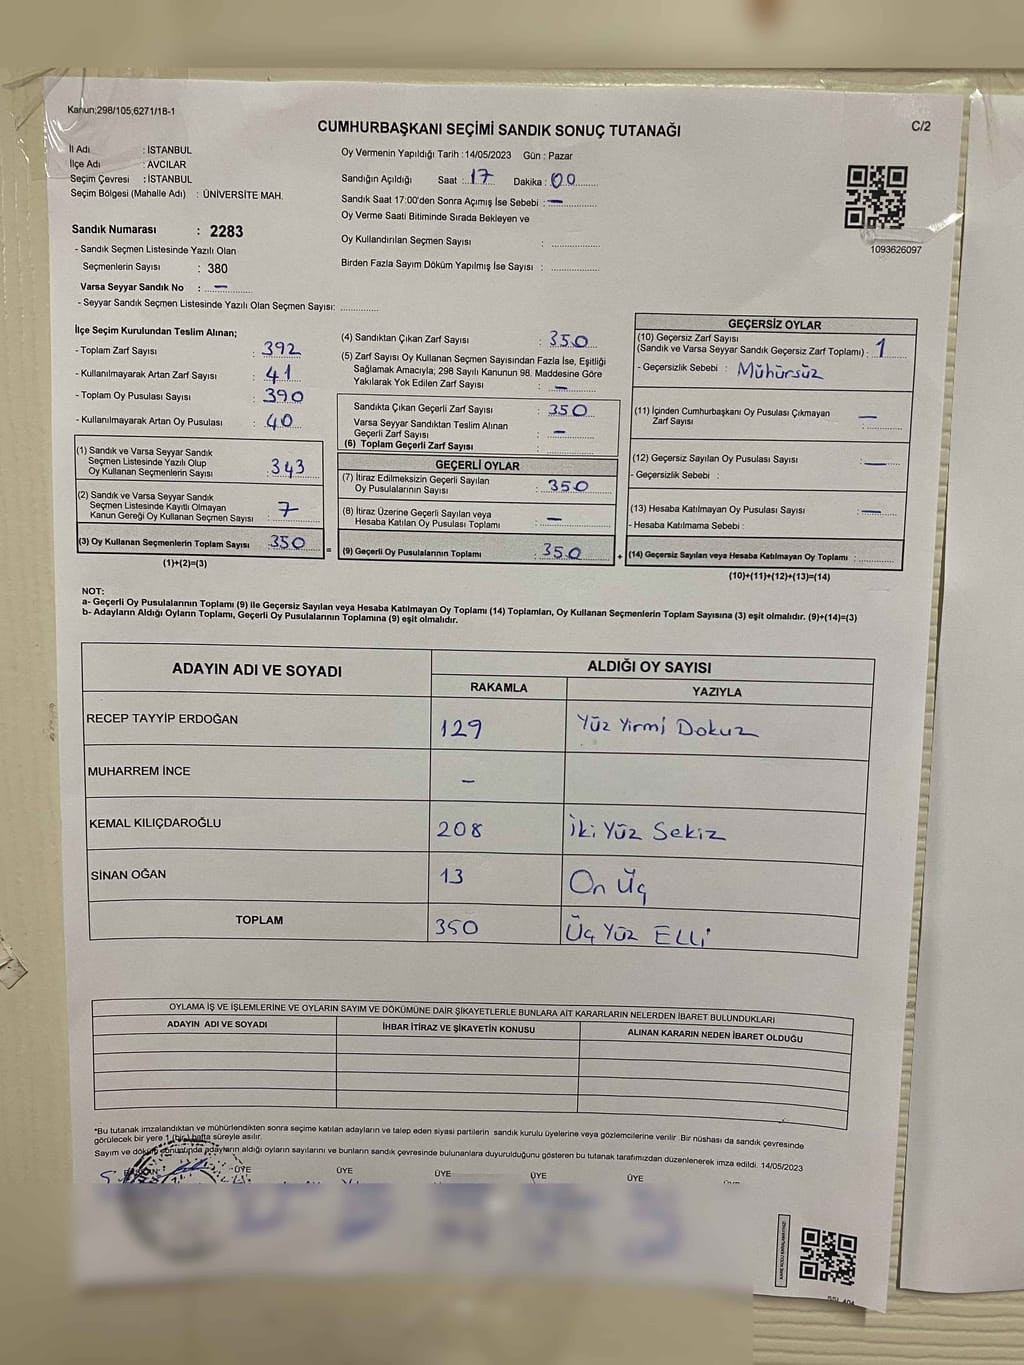 Kanun;298/105;6271/18-1
C/2
CUMHURBAŞKANI SEÇİMİ SANDIK SONUÇ TUTANAĞI
İl Adı : İSTANBUL
İlçe Adı : AVCILAR
Seçim Çevresi : İSTANBUL
Seçim Bölgesi (Mahalle Adı) : ÜNİVERSİTE MAH.
Oy Vermenin Yapıldığı Tarih : 14/05/2023 Gün : Pazar
Sandığın Açıldığı Saat : 17 Dakika : 00
Sandık Saat 17:00'den Sonra Açımış İse Sebebi : —
Oy Verme Saati Bitiminde Sırada Bekleyen ve
Oy Kullandırılan Seçmen Sayısı :
Birden Fazla Sayım Döküm Yapılmış İse Sayısı :
1093626097
Sandık Numarası : 2283
- Sandık Seçmen Listesinde Yazılı Olan
Seçmenlerin Sayısı : 380
Varsa Seyyar Sandık No : —
- Seyyar Sandık Seçmen Listesinde Yazılı Olan Seçmen Sayısı:
İlçe Seçim Kurulundan Teslim Alınan;
- Toplam Zarf Sayısı : 392
- Kullanılmayarak Artan Zarf Sayısı : 41
- Toplam Oy Pusulası Sayısı : 390
- Kullanılmayarak Artan Oy Pusulası : 40
(1) Sandık ve Varsa Seyyar Sandık
Seçmen Listesinde Yazılı Olup
Oy Kullanan Seçmenlerin Sayısı : 343
(2) Sandık ve Varsa Seyyar Sandık
Seçmen Listesinde Kayıtlı Olmayan
Kanun Gereği Oy Kullanan Seçmen Sayısı : 7
(3) Oy Kullanan Seçmenlerin Toplam Sayısı : 350
(1)+(2)=(3)
(4) Sandıktan Çıkan Zarf Sayısı : 350
(5) Zarf Sayısı Oy Kullanan Seçmen Sayısından Fazla İse, Eşitliği
Sağlamak Amacıyla; 298 Sayılı Kanunun 98. Maddesine Göre
Yakılarak Yok Edilen Zarf Sayısı : —
Sandıkta Çıkan Geçerli Zarf Sayısı : 350
Varsa Seyyar Sandıktan Teslim Alınan
Geçerli Zarf Sayısı : —
(6) Toplam Geçerli Zarf Sayısı
GEÇERLİ OYLAR
(7) İtiraz Edilmeksizin Geçerli Sayılan
Oy Pusulalarının Sayısı : 350
(8) İtiraz Üzerine Geçerli Sayılan veya
Hesaba Katılan Oy Pusulası Toplamı : —
= (9) Geçerli Oy Pusulalarının Toplamı : 350
GEÇERSİZ OYLAR
(10) Geçersiz Zarf Sayısı
(Sandık ve Varsa Seyyar Sandık Geçersiz Zarf Toplamı) : 1
- Geçersizlik Sebebi : Mühürsüz
(11) İçinden Cumhurbaşkanı Oy Pusulası Çıkmayan
Zarf Sayısı : —
(12) Geçersiz Sayılan Oy Pusulası Sayısı : —
- Geçersizlik Sebebi :
(13) Hesaba Katılmayan Oy Pusulası Sayısı : —
- Hesaba Katılmama Sebebi :
+ (14) Geçersiz Sayılan veya Hesaba Katılmayan Oy Toplamı :
(10)+(11)+(12)+(13)=(14)
NOT:
a- Geçerli Oy Pusulalarının Toplamı (9) ile Geçersiz Sayılan veya Hesaba Katılmayan Oy Toplamı (14) Toplamları, Oy Kullanan Seçmenlerin Toplam Sayısına (3) eşit olmalıdır. (9)+(14)=(3)
b- Adayların Aldığı Oyların Toplamı, Geçerli Oy Pusulalarının Toplamına (9) eşit olmalıdır.
ADAYIN ADI VE SOYADI ALDIĞI OY SAYISI
RAKAMLA YAZIYLA
RECEP TAYYİP ERDOĞAN 129 Yüz Yirmi Dokuz
MUHARREM İNCE –
KEMAL KILIÇDAROĞLU 208 İki Yüz Sekiz
SİNAN OĞAN 13 On Üç
TOPLAM 350 Üç Yüz Elli
OYLAMA İŞ VE İŞLEMLERİNE VE OYLARIN SAYIM VE DÖKÜMÜNE DAİR ŞİKAYETLERLE BUNLARA AİT KARARLARIN NELERDEN İBARET BULUNDUKLARI
ADAYIN ADI VE SOYADI İHBAR İTİRAZ VE ŞİKAYETİN KONUSU ALINAN KARARIN NEDEN İBARET OLDUĞU
*Bu tutanak imzalandıktan ve mühürlendikten sonra seçime katılan adayların ve talep eden siyasi partilerin sandık kurulu üyelerine veya gözlemcilerine verilir. Bir nüshası da sandık çevresinde
görülecek bir yere 1 (bir) hafta süreyle asılır.
Sayım ve döküm sonunda adayların aldığı oyların sayılarını ve bunların sandık çevresinde bulunanlara duyurulduğunu gösteren bu tutanak tarafımızdan düzenlenerek imza edildi. 14/05/2023
ÜYE ÜYE ÜYE ÜYE ÜYE